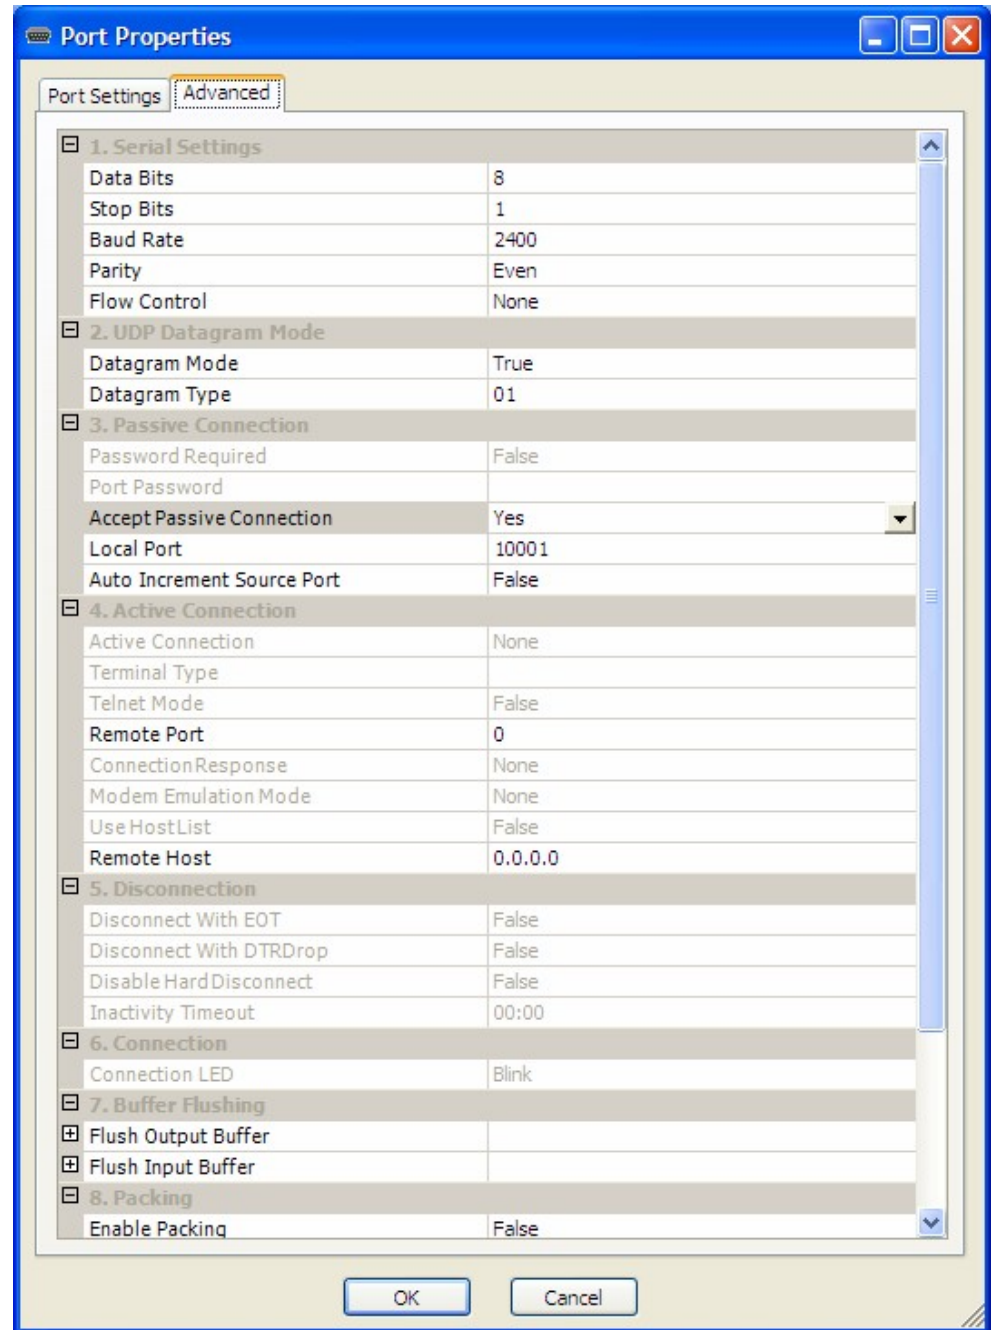 Port Properties
Port Settings Advanced
1. Serial Settings
Data Bits 8
Stop Bits 1
Baud Rate 2400
Parity Even
Flow Control None
2. UDP Datagram Mode
Datagram Mode True
Datagram Type 01
3. Passive Connection
Password Required False
Port Password
Accept Passive Connection Yes
Local Port 10001
Auto Increment Source Port False
4. Active Connection
Active Connection None
Terminal Type
Telnet Mode False
Remote Port 0
Connection Response None
Modem Emulation Mode None
Use Host List False
Remote Host 0.0.0.0
5. Disconnection
Disconnect With EOT False
Disconnect With DTRDrop False
Disable Hard Disconnect False
Inactivity Timeout 00:00
6. Connection
Connection LED Blink
7. Buffer Flushing
Flush Output Buffer
Flush Input Buffer
8. Packing
Enable Packing False
OK Cancel